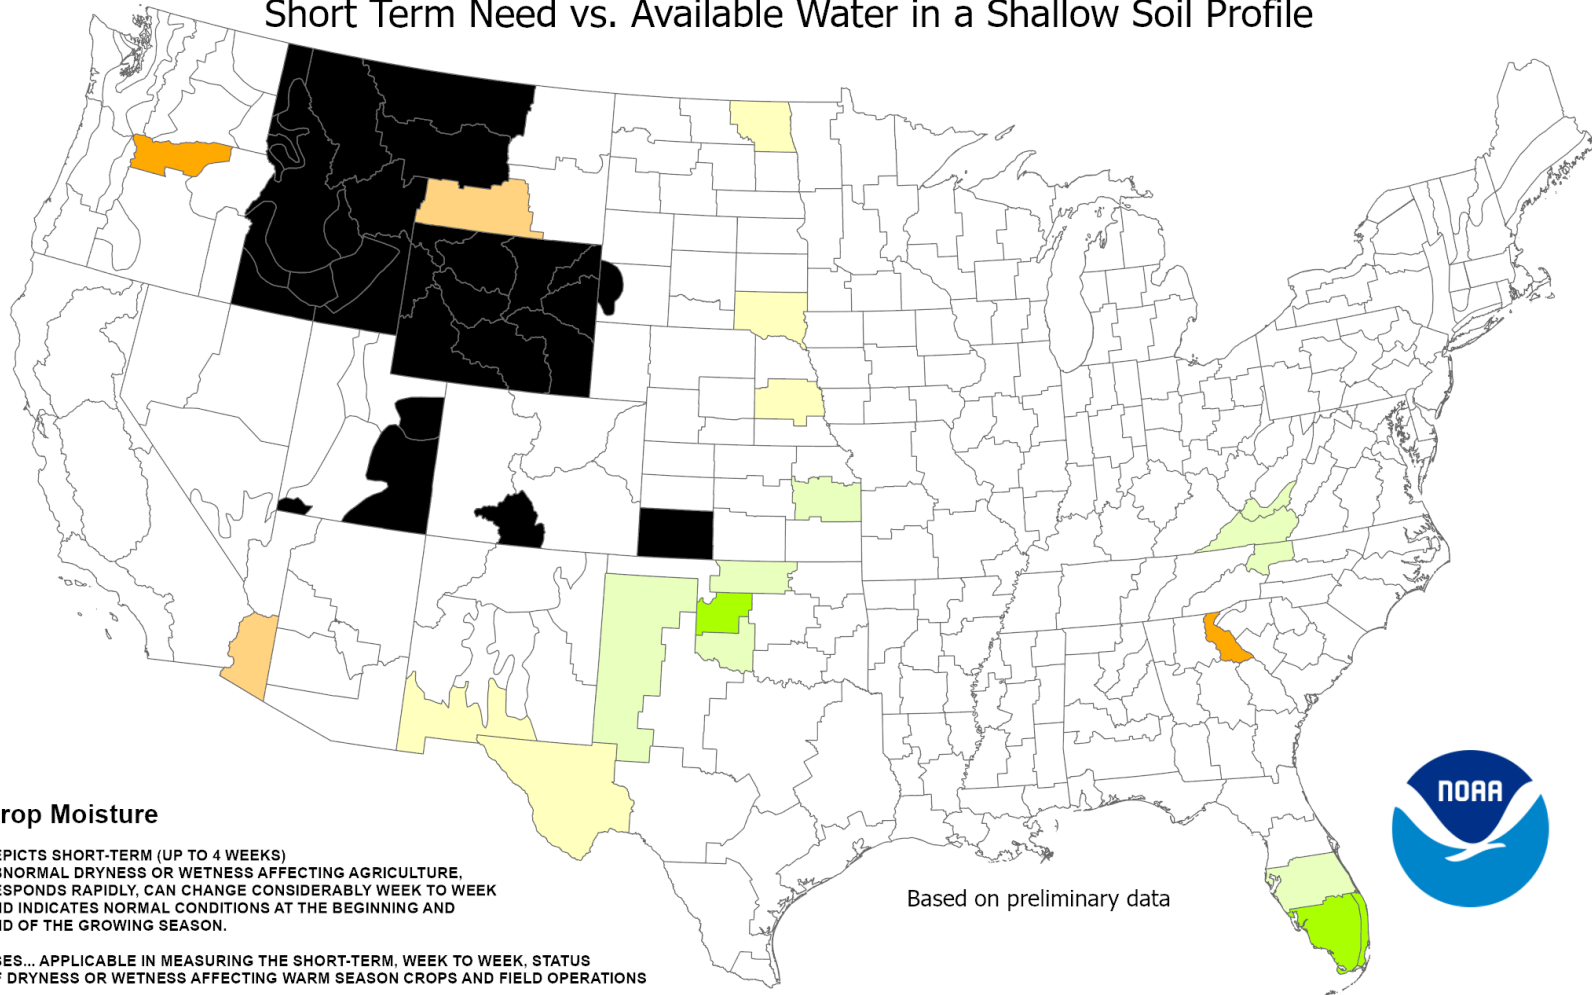 Short Term Need vs. Available Water in a Shallow Soil Profile
rop Moisture
EPICTS SHORT-TERM (UP TO 4 WEEKS)
BNORMAL DRYNESS OR WETNESS AFFECTING AGRICULTURE,
ESPONDS RAPIDLY, CAN CHANGE CONSIDERABLY WEEK TO WEEK
ND INDICATES NORMAL CONDITIONS AT THE BEGINNING AND
ND OF THE GROWING SEASON.
SES... APPLICABLE IN MEASURING THE SHORT-TERM, WEEK TO WEEK, STATUS
F DRYNESS OR WETNESS AFFECTING WARM SEASON CROPS AND FIELD OPERATIONS
Based on preliminary data
NOAA